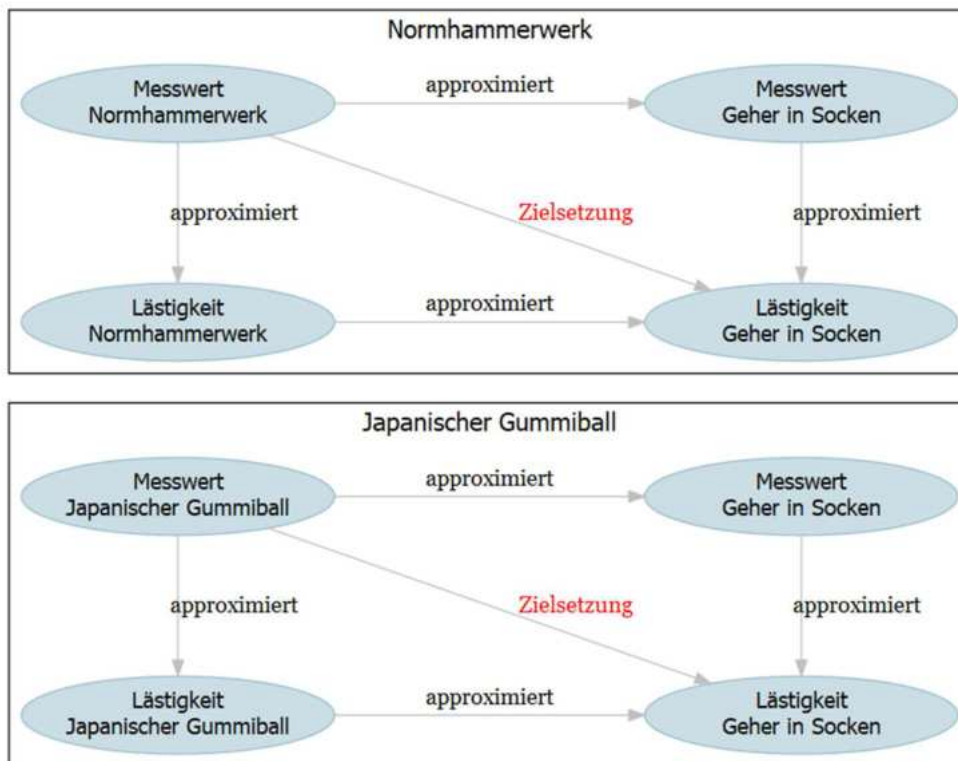 Normhammerwerk
Messwert
Normhammerwerk
approximiert
Messwert
Geher in Socken
approximiert
Zielsetzung
approximiert
Lästigkeit
Normhammerwerk
approximiert
Lästigkeit
Geher in Socken
Japanischer Gummiball
Messwert
Japanischer Gummiball
approximiert
Messwert
Geher in Socken
approximiert
Zielsetzung
approximiert
Lästigkeit
Japanischer Gummiball
approximiert
Lästigkeit
Geher in Socken